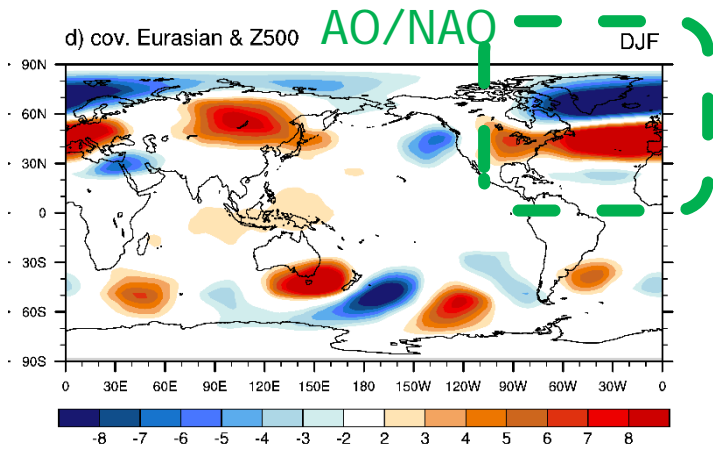 AO/NAO
d) cov. Eurasian & Z500
DJF
90N
60N
30N
0
30S
60S
90S
0 30E 60E 90E 120E 150E 180 150W 120W 90W 60W 30W 0
-8 -7 -6 -5 -4 -3 -2 2 3 4 5 6 7 8